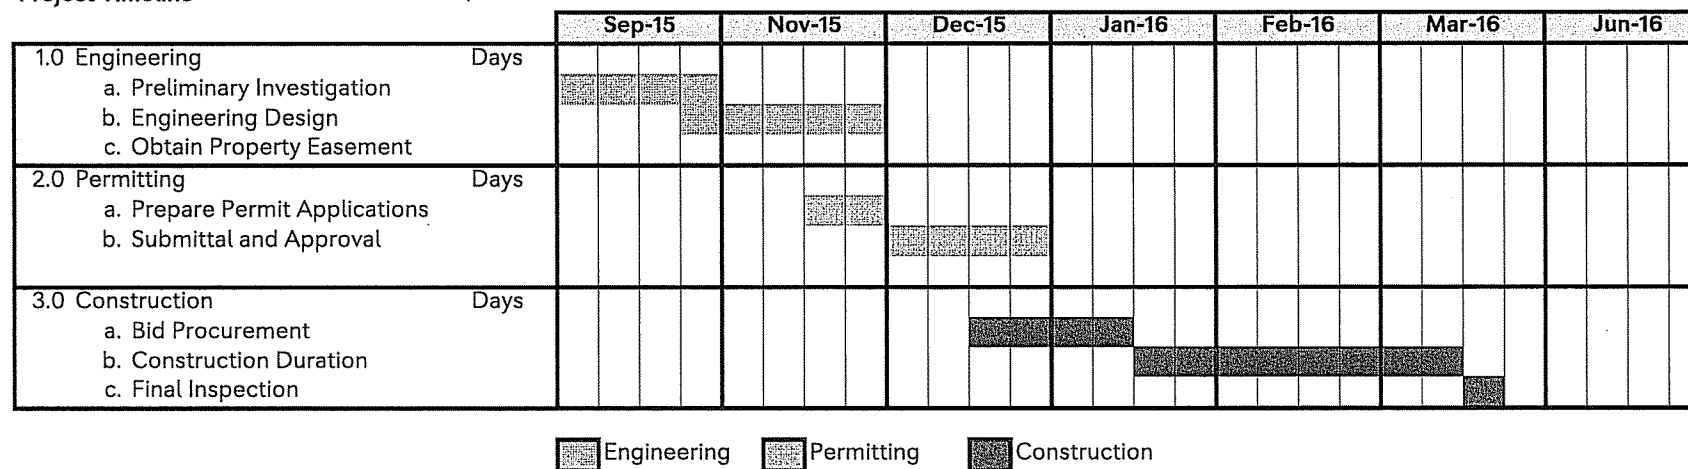 Sep-15 Nov-15 Dec-15 Jan-16 Feb-16 Mar-16 Jun-16
1.0 Engineering Days
a. Preliminary Investigation
b. Engineering Design
c. Obtain Property Easement
2.0 Permitting Days
a. Prepare Permit Applications
b. Submittal and Approval
3.0 Construction Days
a. Bid Procurement
b. Construction Duration
c. Final Inspection
Engineering Permitting Construction